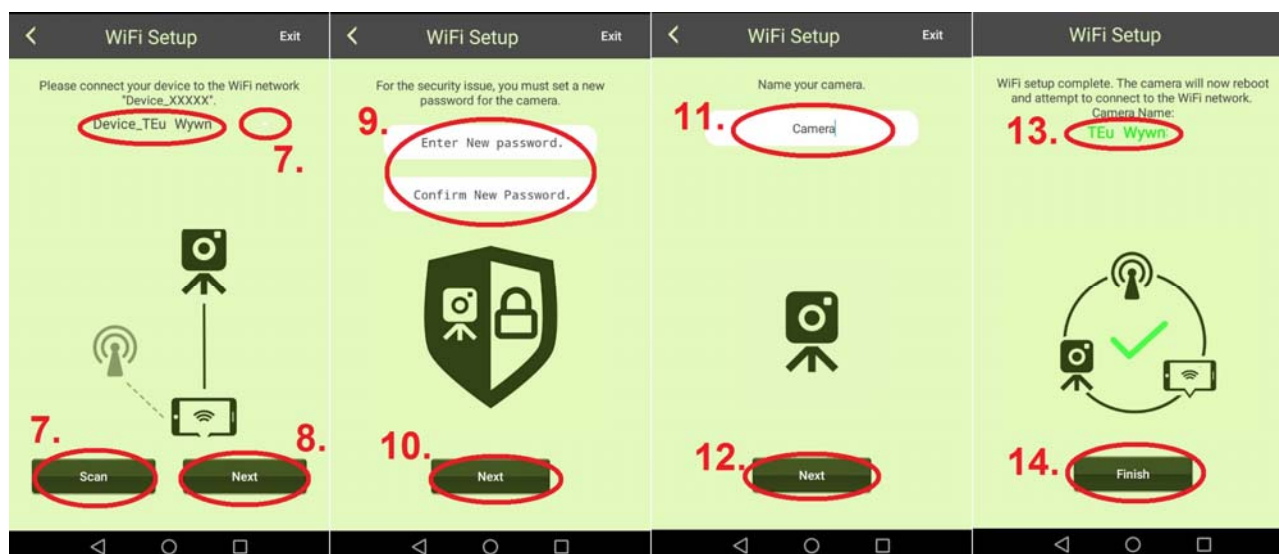 WiFi Setup
Exit
Please connect your device to the WiFi network
"Device_XXXXX".
Device_TEu Wywn
7.
7.
Scan
8.
Next
WiFi Setup
Exit
For the security issue, you must set a new
password for the camera.
9.
Enter New password.
Confirm New Password.
10.
Next
WiFi Setup
Exit
Name your camera.
11.
Camera
12.
Next
WiFi Setup
WiFi setup complete. The camera will now reboot
and attempt to connect to the WiFi network.
Camera Name:
13.
TEu Wywn
14.
Finish